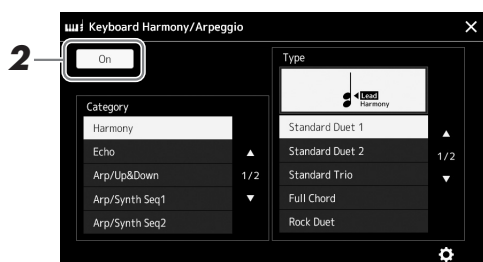 Keyboard Harmony/Arpeggio
2
On
Category
Harmony
Echo
Arp/Up&Down
Arp/Synth Seq1
Arp/Synth Seq2
1/2
Type
Lead
Harmony
Standard Duet 1
Standard Duet 2
Standard Trio
Full Chord
Rock Duet
1/2